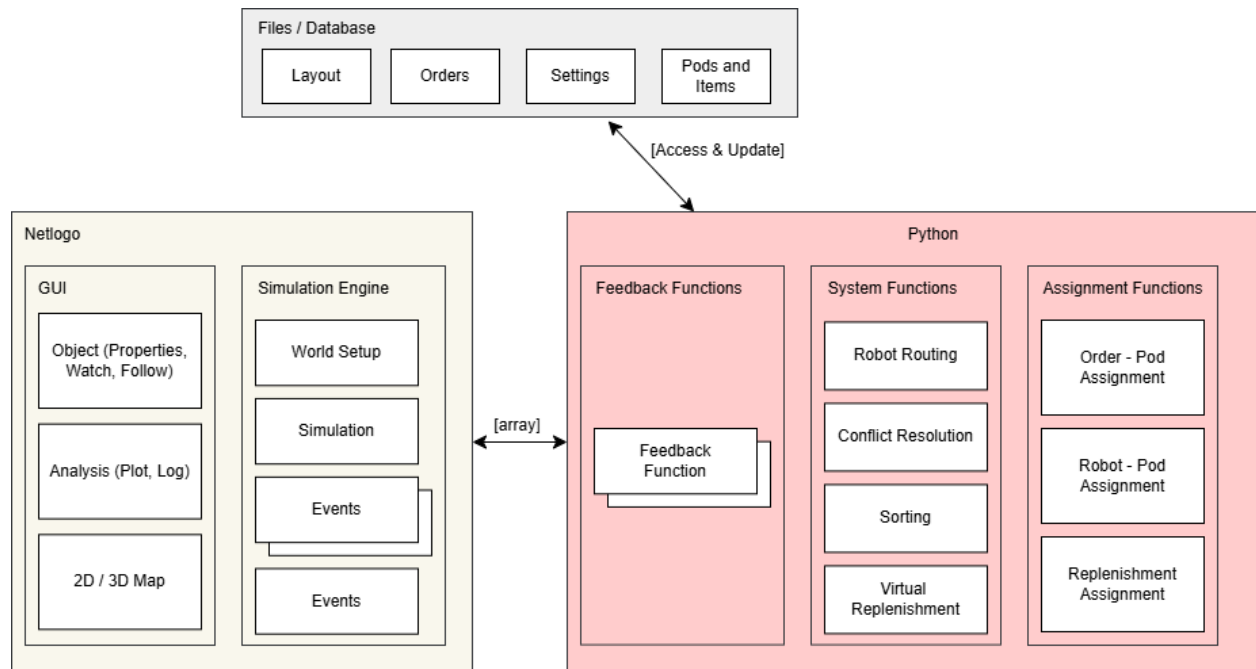 Files / Database
Layout
Orders
Settings
Pods and
Items
[Access & Update]
Netlogo
GUI
Object (Properties,
Watch, Follow)
Analysis (Plot, Log)
2D / 3D Map
Simulation Engine
World Setup
Simulation
Events
Events
[array]
Python
Feedback Functions
Feedback
Function
System Functions
Robot Routing
Conflict Resolution
Sorting
Virtual
Replenishment
Assignment Functions
Order - Pod
Assignment
Robot - Pod
Assignment
Replenishment
Assignment